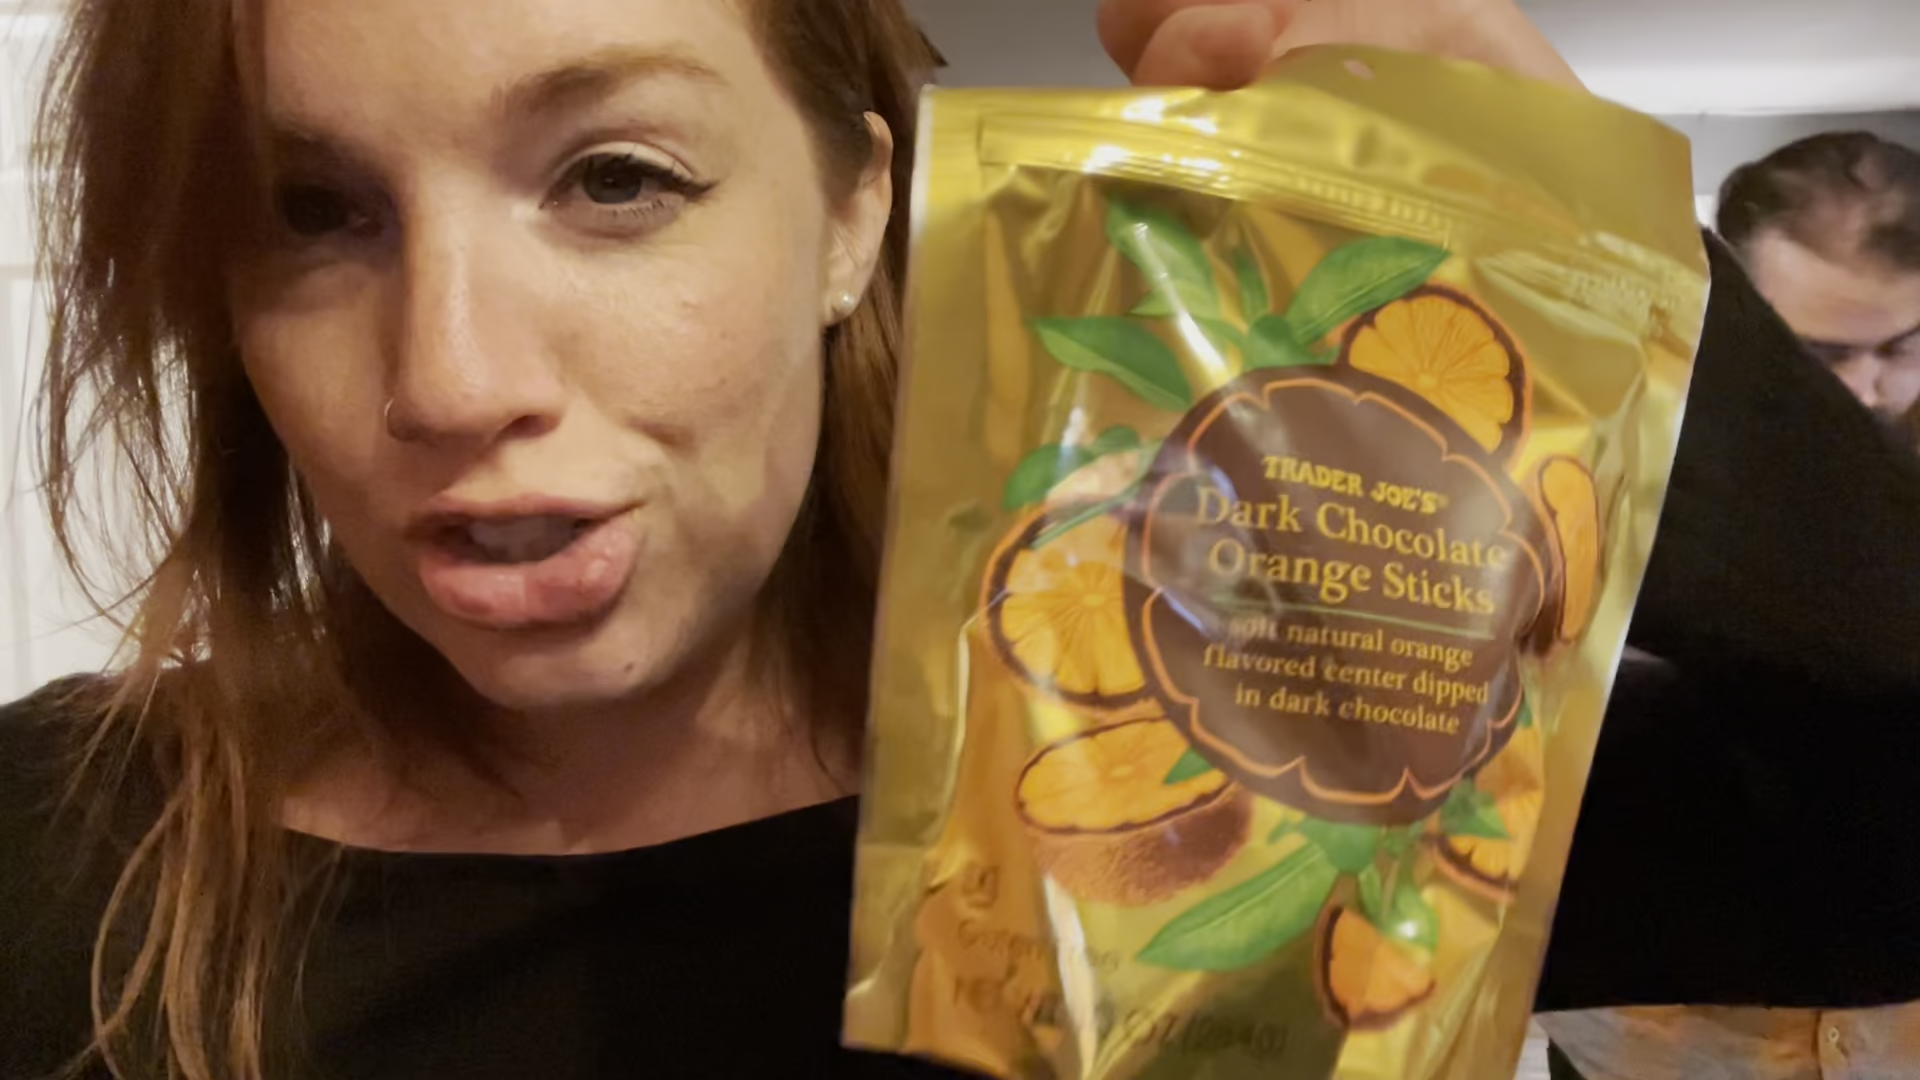 TRADER JOE'S
Dark Chocolate
Orange Sticks
soft natural orange
flavored center dipped
in dark chocolate